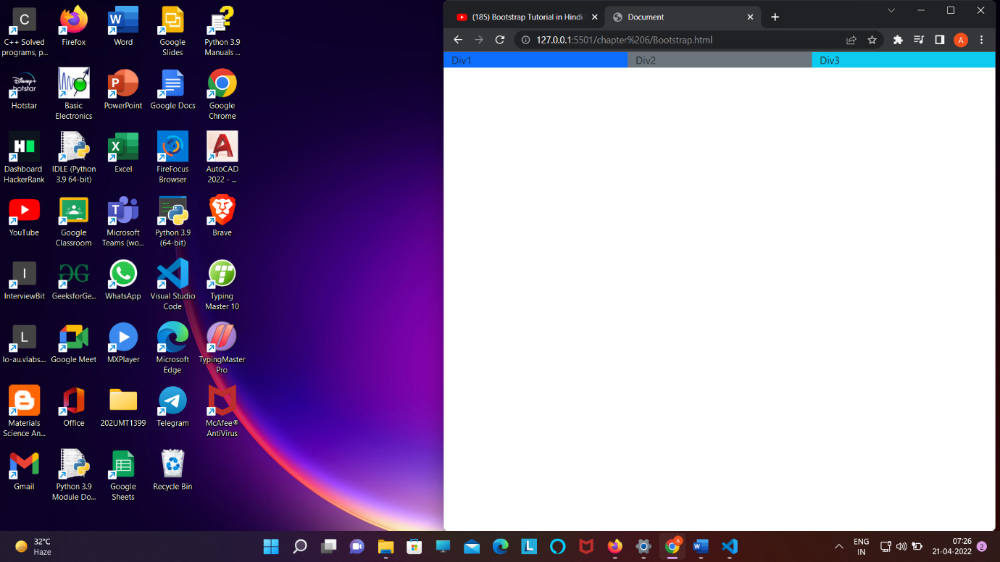 C++ Solved
programs, p...
Firefox
Word
Google
Slides
Python 3.9
Manuals ...
Disney+
hotstar
Hotstar
Basic
Electronics
PowerPoint
Google Docs
Google
Chrome
Dashboard
HackerRank
IDLE (Python
3.9 64-bit)
Excel
FireFocus
Browser
AutoCAD
2022 - ...
YouTube
Google
Classroom
Microsoft
Teams (wo...
Python 3.9
(64-bit)
Brave
InterviewBit
GeeksforGe...
WhatsApp
Visual Studio
Code
Typing
Master 10
lo-au.vlabs....
Google Meet
MXPlayer
Microsoft
Edge
TypingMaster
Pro
Materials
Science An...
Office
202UMT1399
Telegram
McAfee®
AntiVirus
Gmail
Python 3.9
Module Do...
Google
Sheets
Recycle Bin
(185) Bootstrap Tutorial in Hindi
Document
127.0.0.1:5501/chapter%206/Bootstrap.html
A
Div1
Div2
Div3
32°C
Haze
ENG
IN
07:26
21-04-2022
2